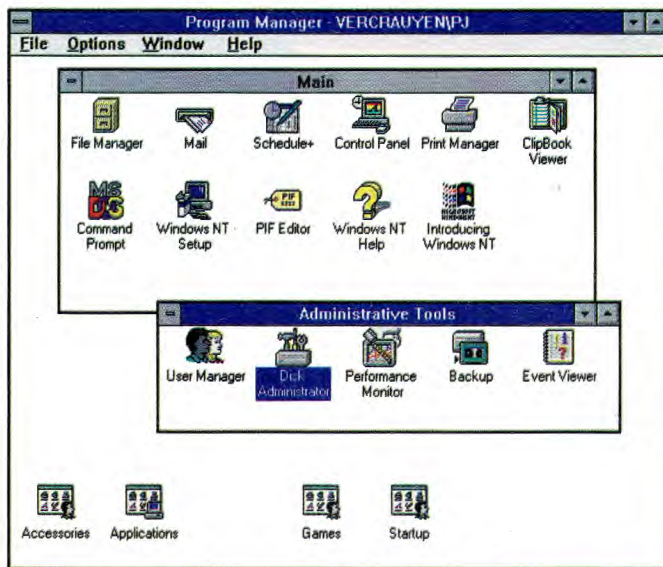 Program Manager - VERCRAUYEN\PJ
File Options Window Help
Main
File Manager
Mail
Schedule+
Control Panel
Print Manager
ClipBook
Viewer
Command
Prompt
Windows NT
Setup
PIF Editor
Windows NT
Help
Introducing
Windows NT
Administrative Tools
User Manager
Disk
Administrator
Performance
Monitor
Backup
Event Viewer
Accessories
Applications
Games
Startup